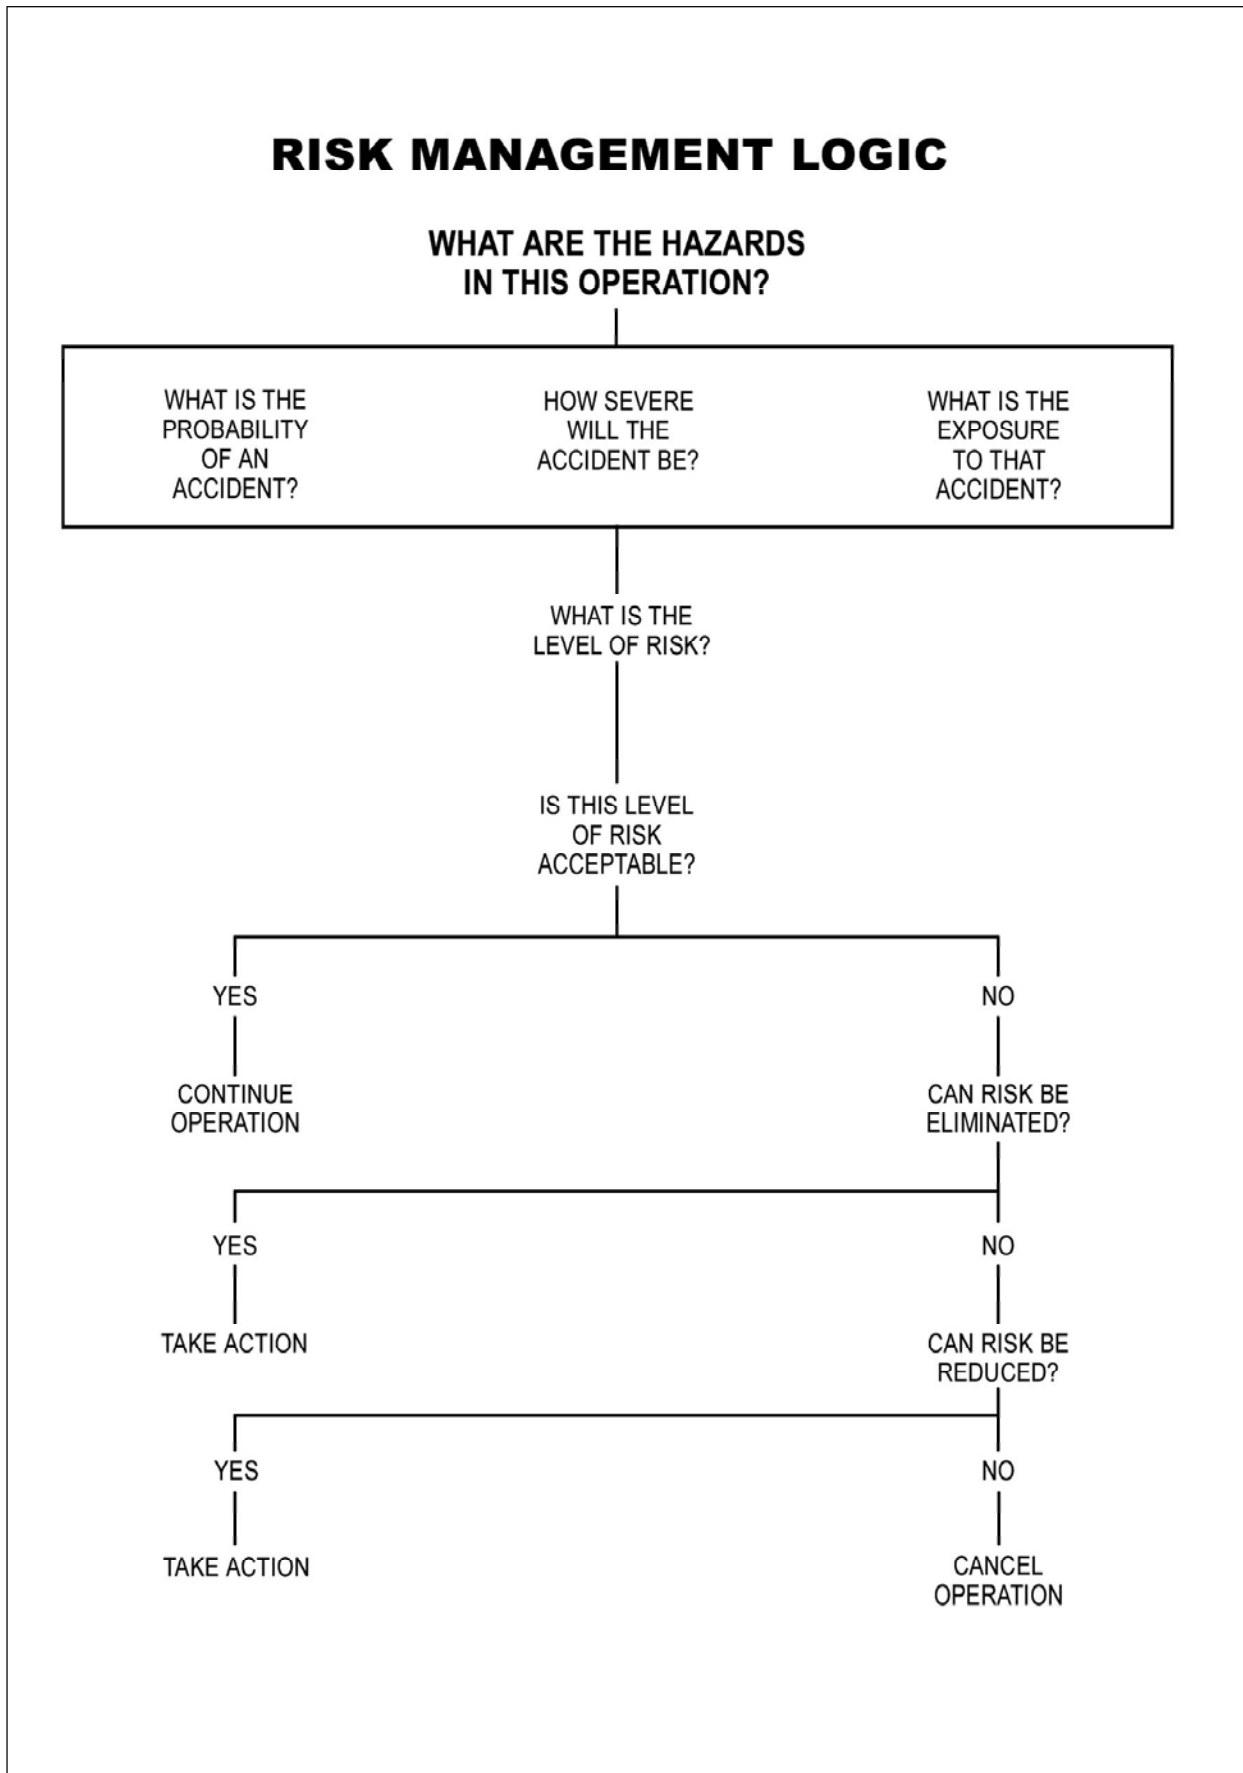 RISK MANAGEMENT LOGIC
WHAT ARE THE HAZARDS
IN THIS OPERATION?
WHAT IS THE
PROBABILITY
OF AN
ACCIDENT?
HOW SEVERE
WILL THE
ACCIDENT BE?
WHAT IS THE
EXPOSURE
TO THAT
ACCIDENT?
WHAT IS THE
LEVEL OF RISK?
IS THIS LEVEL
OF RISK
ACCEPTABLE?
YES
NO
CONTINUE
OPERATION
CAN RISK BE
ELIMINATED?
YES
NO
TAKE ACTION
CAN RISK BE
REDUCED?
YES
NO
TAKE ACTION
CANCEL
OPERATION